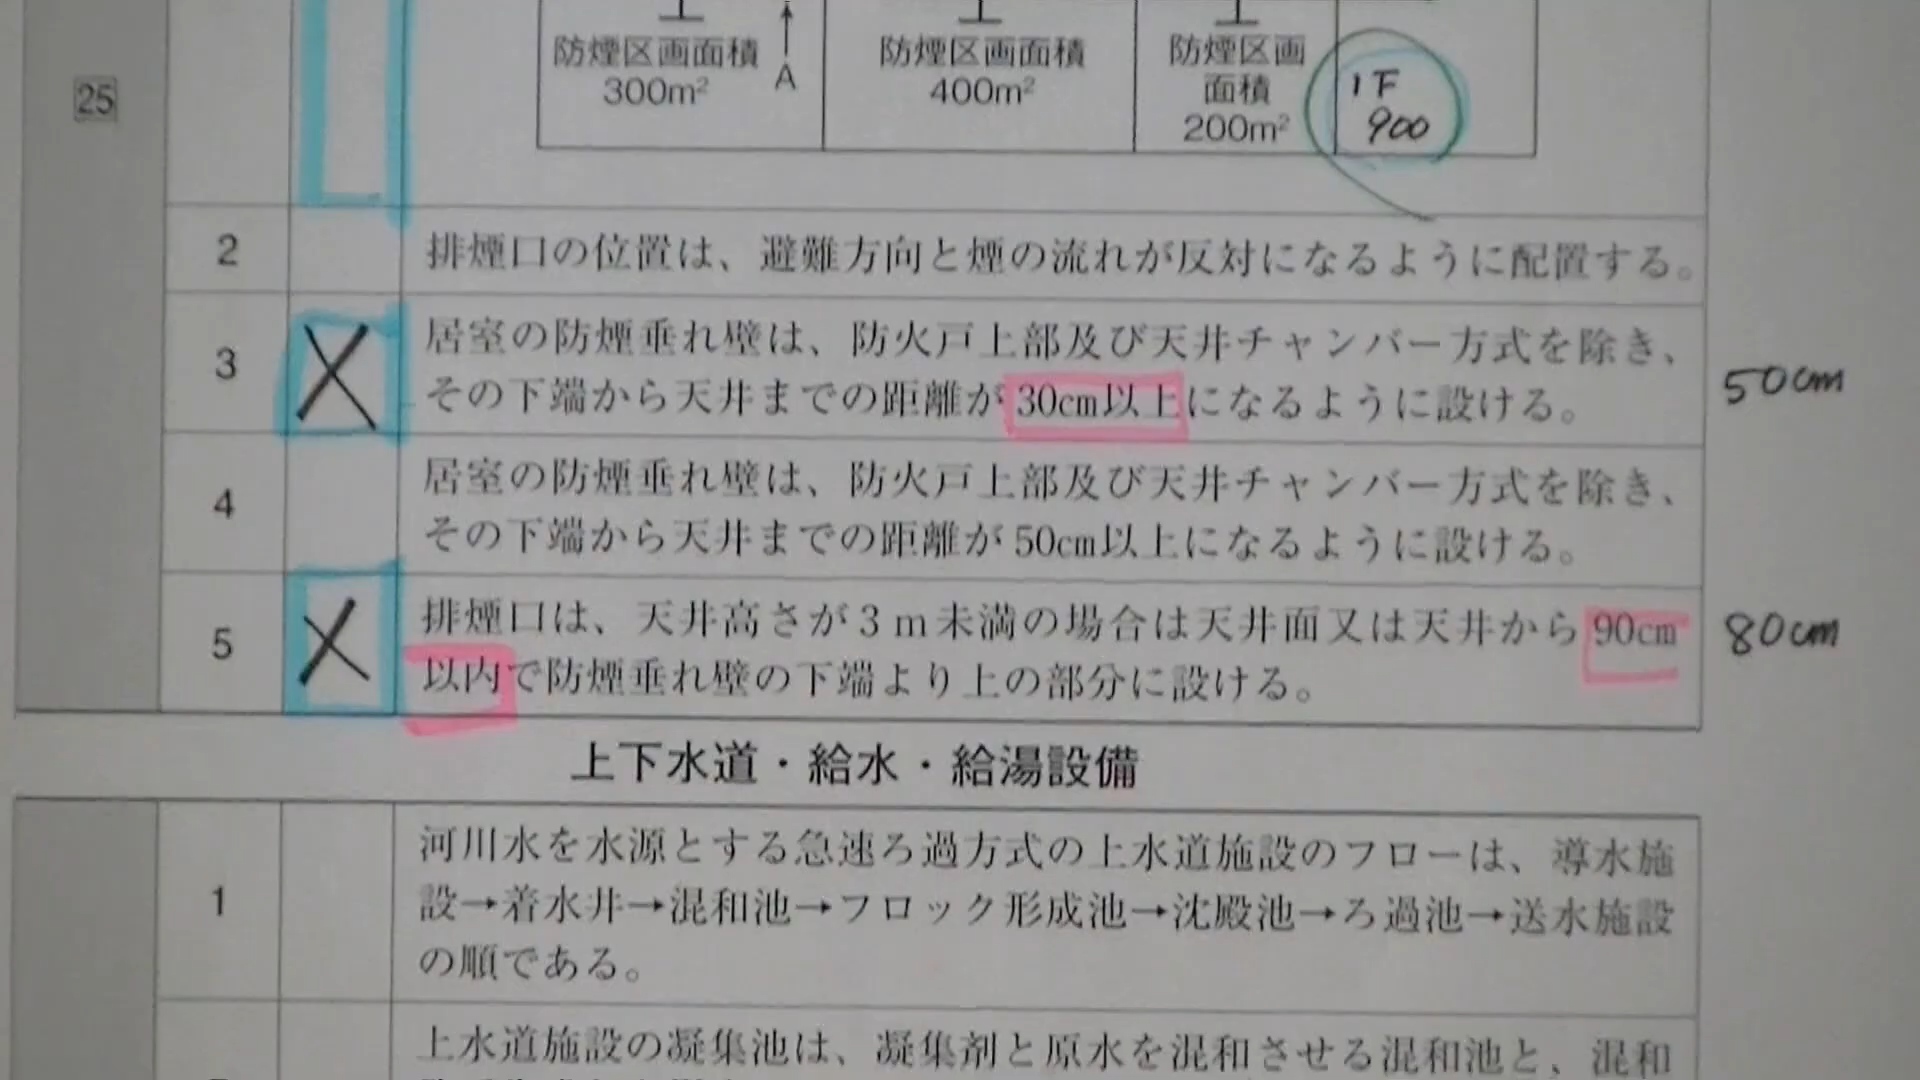 防煙区画面積
300m²
A
防煙区画面積
400m²
防煙区画
面積
200m²
1F
900
25
2
排煙口の位置は、避難方向と煙の流れが反対になるように配置する。
3
居室の防煙垂れ壁は、防火戸上部及び天井チャンバー方式を除き、
その下端から天井までの距離が30cm以上になるように設ける。
50cm
4
居室の防煙垂れ壁は、防火戸上部及び天井チャンバー方式を除き、
その下端から天井までの距離が50cm以上になるように設ける。
5
排煙口は、天井高さが3m未満の場合は天井面又は天井から90cm
以内で防煙垂れ壁の下端より上の部分に設ける。
80cm
上下水道・給水・給湯設備
1
河川水を水源とする急速ろ過方式の上水道施設のフローは、導水施
設→着水井→混和池→フロック形成池→沈殿池→ろ過池→送水施設
の順である。
上水道施設の凝集池は、凝集剤と原水を混和させる混和池と、混和